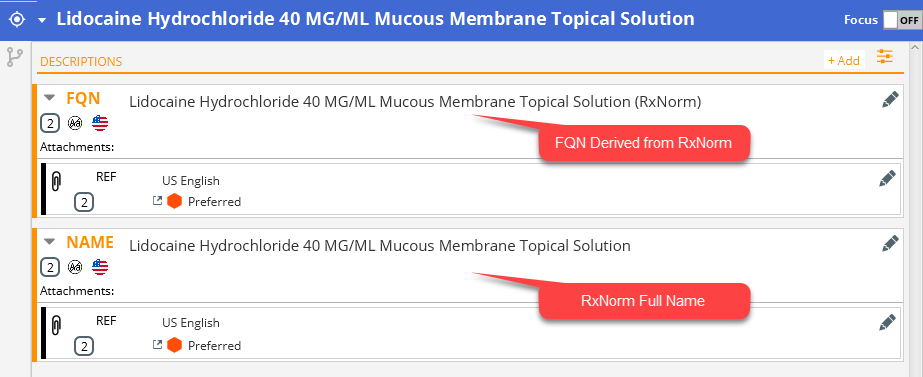 Lidocaine Hydrochloride 40 MG/ML Mucous Membrane Topical Solution
Focus OFF
DESCRIPTIONS
+ Add
FQN Lidocaine Hydrochloride 40 MG/ML Mucous Membrane Topical Solution (RxNorm)
2 Aa
FQN Derived from RxNorm
Attachments:
REF US English
2 Preferred
NAME Lidocaine Hydrochloride 40 MG/ML Mucous Membrane Topical Solution
2 Aa
RxNorm Full Name
Attachments:
REF US English
2 Preferred